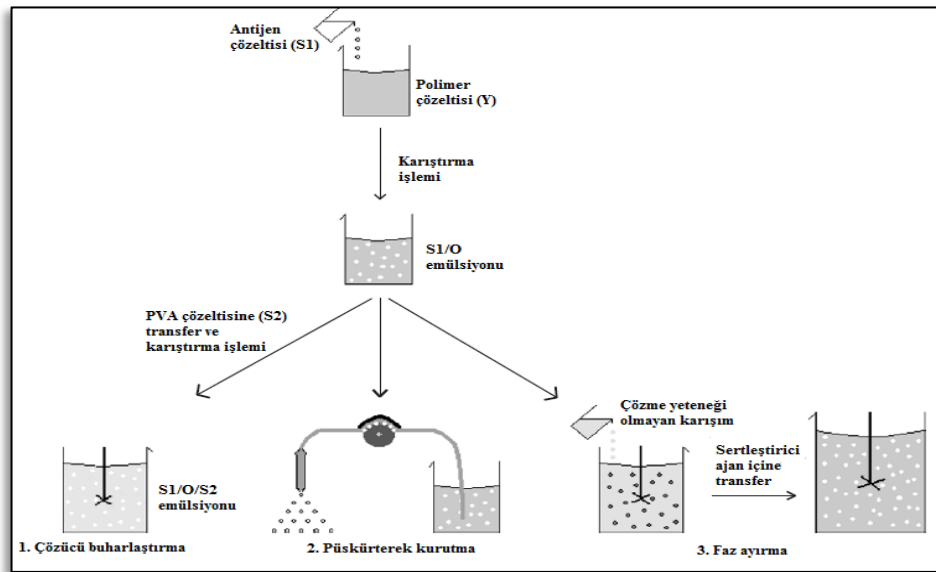 Antijen
çözeltisi (S1)
Polimer
çözeltisi (Y)
Karıştırma
işlemi
S1/O
emülsiyonu
PVA çözeltisine (S2)
transfer ve
karıştırma işlemi
Çözme yeteneği
olmayan karışım
Sertleştirici
ajan içine
transfer
S1/O/S2
emülsiyonu
1. Çözücü buharlaştırma
2. Püskürterek kurutma
3. Faz ayırma